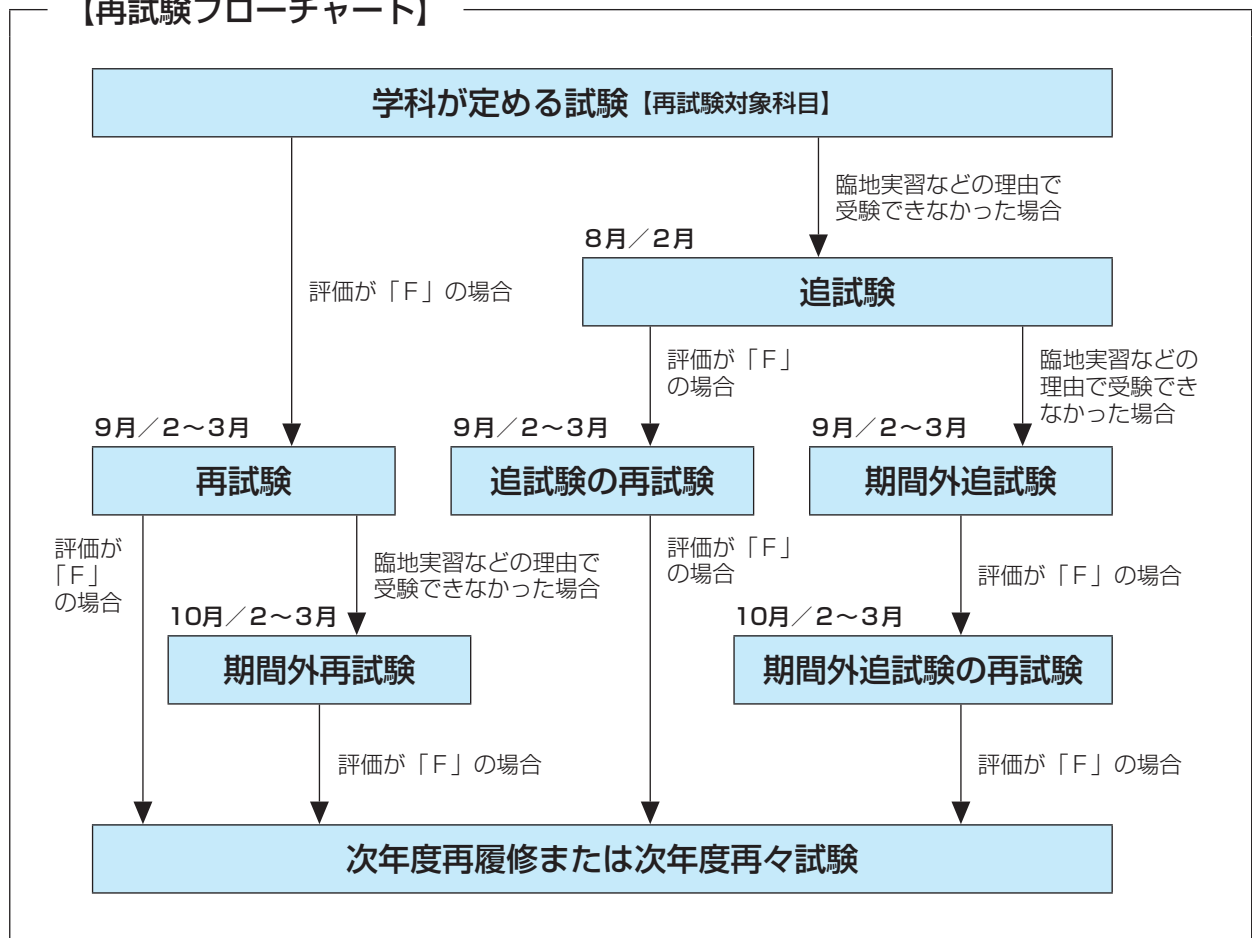 【再試験フローチャート】
学科が定める試験【再試験対象科目】
臨地実習などの理由で
受験できなかった場合
8月／2月
評価が「F」の場合
追試験
評価が「F」
の場合
臨地実習などの
理由で受験でき
なかった場合
9月／2～3月
再試験
9月／2～3月
追試験の再試験
9月／2～3月
期間外追試験
評価が
「F」
の場合
臨地実習などの理由で
受験できなかった場合
評価が「F」
の場合
評価が「F」の場合
10月／2～3月
期間外再試験
10月／2～3月
期間外追試験の再試験
評価が「F」の場合
評価が「F」の場合
次年度再履修または次年度再々試験